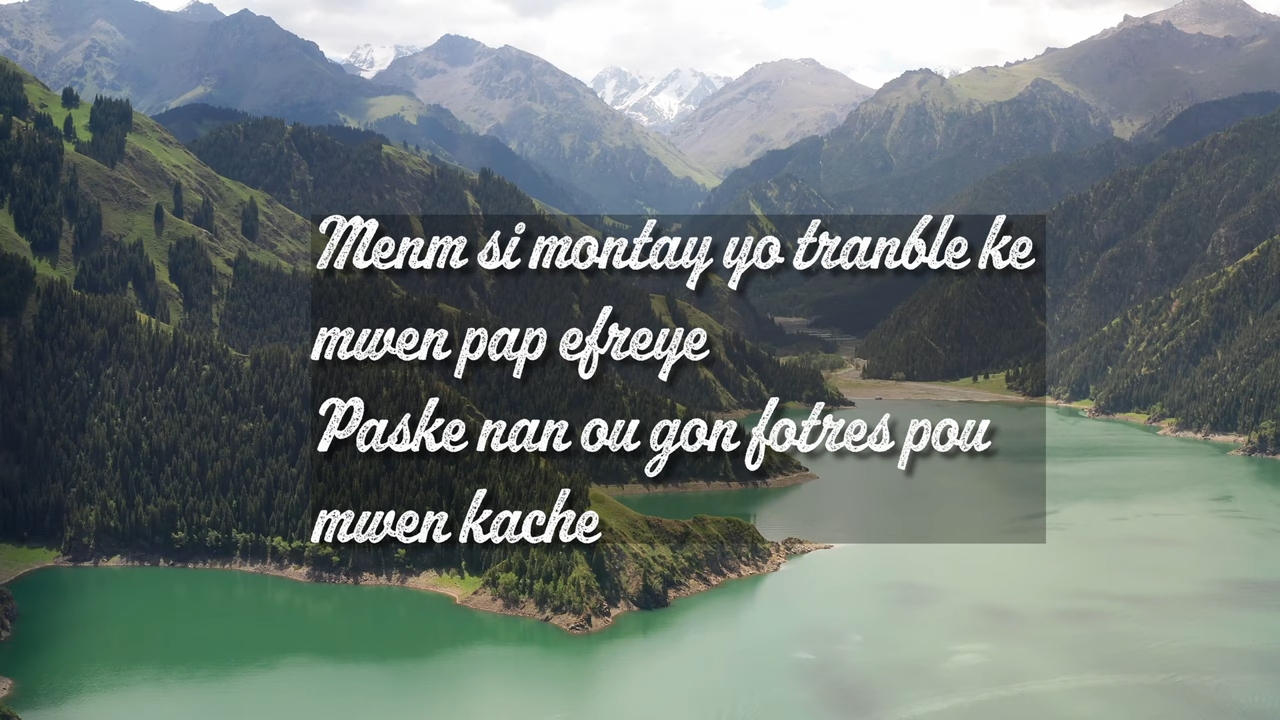 Menm si montay yo tranble ke
mwen pap efreye
Paske nan ou gon fotres pou
mwen kache